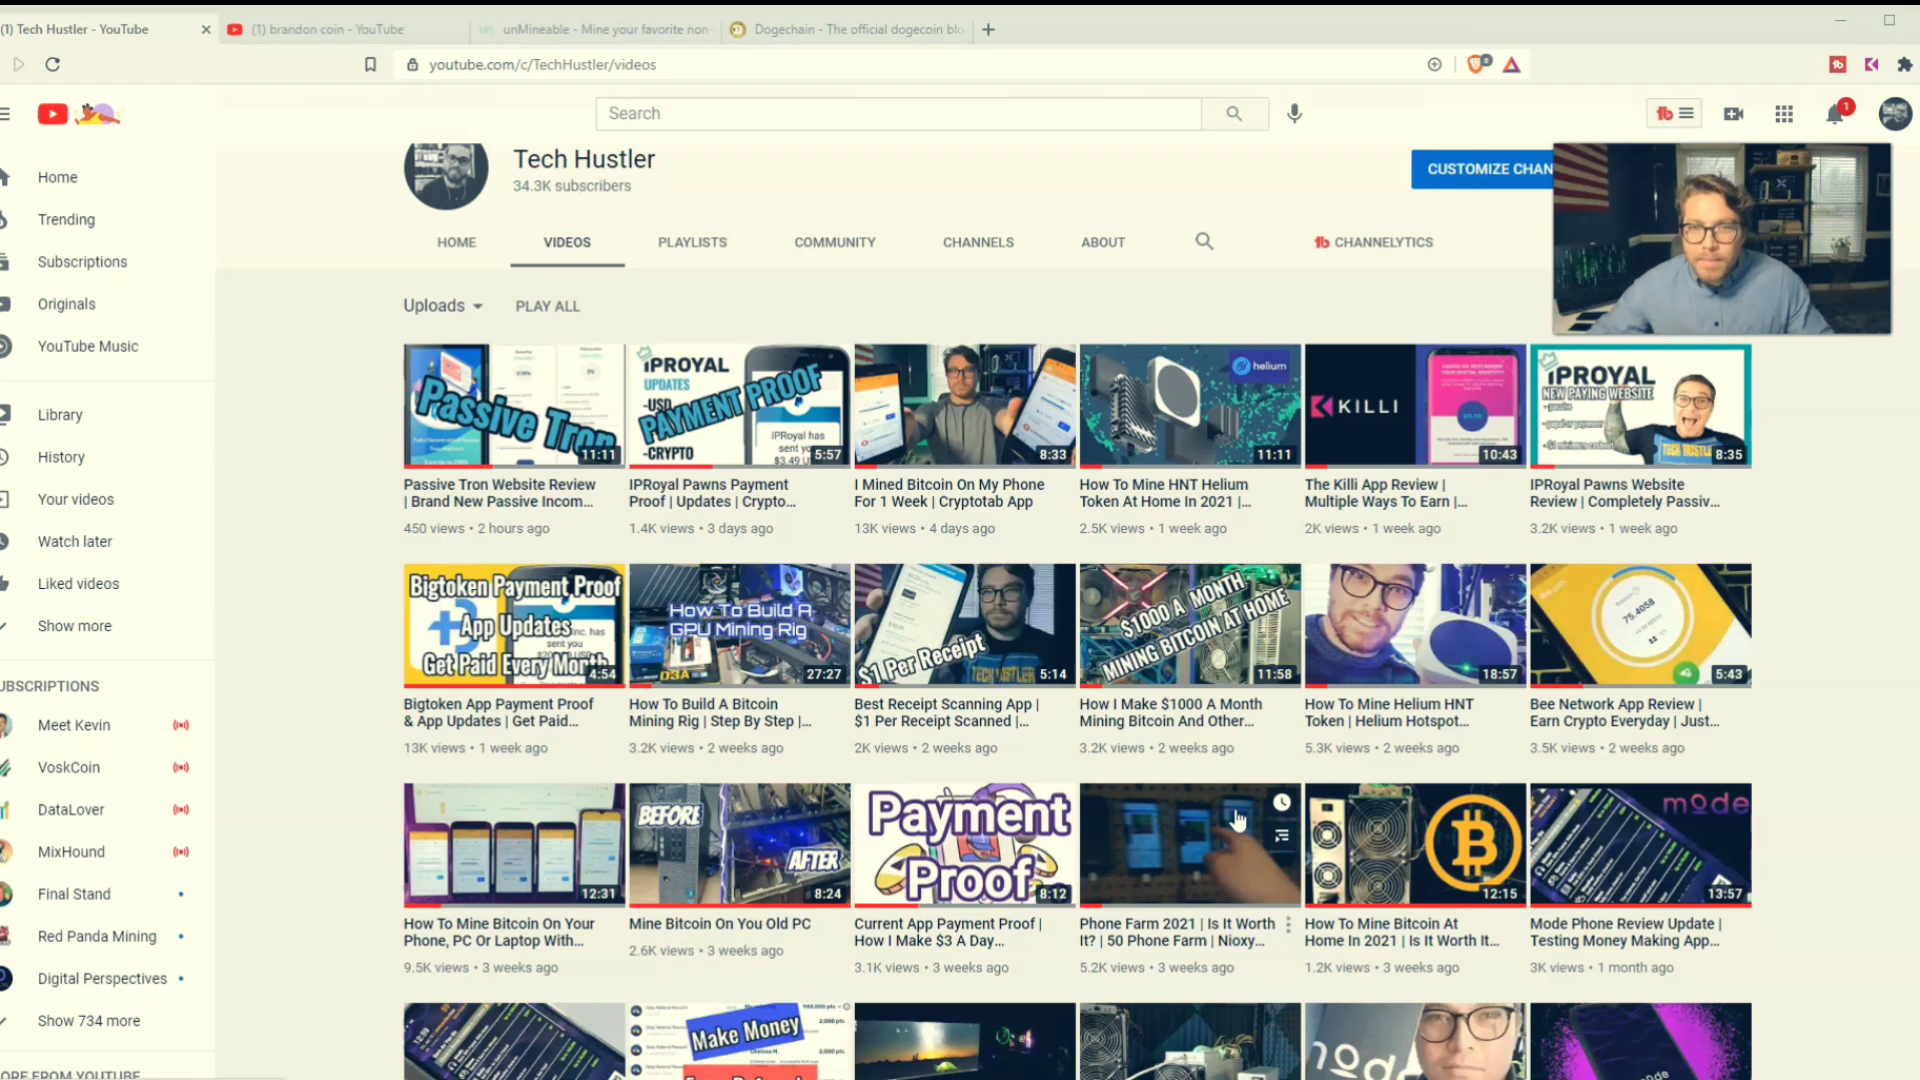 (1) Tech Hustler - YouTube
(1) brandon coin - YouTube
unMineable - Mine your favorite non-
Dogechain - The official dogecoin blo
youtube.com/c/TechHustler/videos
Search
1
Tech Hustler
34.3K subscribers
CUSTOMIZE CHAN
HOME
VIDEOS
PLAYLISTS
COMMUNITY
CHANNELS
ABOUT
CHANNELYTICS
Home
Trending
Subscriptions
Originals
YouTube Music
Library
History
Your videos
Watch later
Liked videos
Show more
UBSCRIPTIONS
Meet Kevin
VoskCoin
DataLover
MixHound
Final Stand
Red Panda Mining
Digital Perspectives
Show 734 more
ORE FROM YOUTUBE
Uploads
PLAY ALL
Passive Tron
11:11
IPROYAL
UPDATES
-USD
-CRYPTO
PAYMENT PROOF
IPRoyal has
sent you
$3.49 U
5:57
8:33
helium
11:11
KILLI
10:43
IPROYAL
NEW PAYING WEBSITE
8:35
Passive Tron Website Review
| Brand New Passive Incom...
450 views • 2 hours ago
IPRoyal Pawns Payment
Proof | Updates | Crypto...
1.4K views • 3 days ago
I Mined Bitcoin On My Phone
For 1 Week | Cryptotab App
13K views • 4 days ago
How To Mine HNT Helium
Token At Home In 2021 |...
2.5K views • 1 week ago
The Killi App Review |
Multiple Ways To Earn |...
2K views • 1 week ago
IPRoyal Pawns Website
Review | Completely Passiv...
3.2K views • 1 week ago
Bigtoken Payment Proof
App Updates
Get Paid Every Month
4:54
How To Build A
GPU Mining Rig
27:27
$1 Per Receipt
TECH HUSTLER
5:14
$1000 A MONTH
MINING BITCOIN AT HOME
11:58
18:57
75.4058
5:43
Bigtoken App Payment Proof
& App Updates | Get Paid...
13K views • 1 week ago
How To Build A Bitcoin
Mining Rig | Step By Step |...
3.2K views • 2 weeks ago
Best Receipt Scanning App |
$1 Per Receipt Scanned |...
2K views • 2 weeks ago
How I Make $1000 A Month
Mining Bitcoin And Other...
3.2K views • 2 weeks ago
How To Mine Helium HNT
Token | Helium Hotspot...
5.3K views • 2 weeks ago
Bee Network App Review |
Earn Crypto Everyday | Just...
3.5K views • 2 weeks ago
12:31
BEFORE
AFTER
8:24
Payment
Proof
8:12
12:15
mode
13:57
How To Mine Bitcoin On Your
Phone, PC Or Laptop With...
9.5K views • 3 weeks ago
Mine Bitcoin On You Old PC
2.6K views • 3 weeks ago
Current App Payment Proof |
How I Make $3 A Day...
3.1K views • 3 weeks ago
Phone Farm 2021 | Is It Worth
It? | 50 Phone Farm | Nioxy...
5.2K views • 3 weeks ago
How To Mine Bitcoin At
Home In 2021 | Is It Worth It...
1.2K views • 3 weeks ago
Mode Phone Review Update |
Testing Money Making App...
3K views • 1 month ago
Make Money
mode